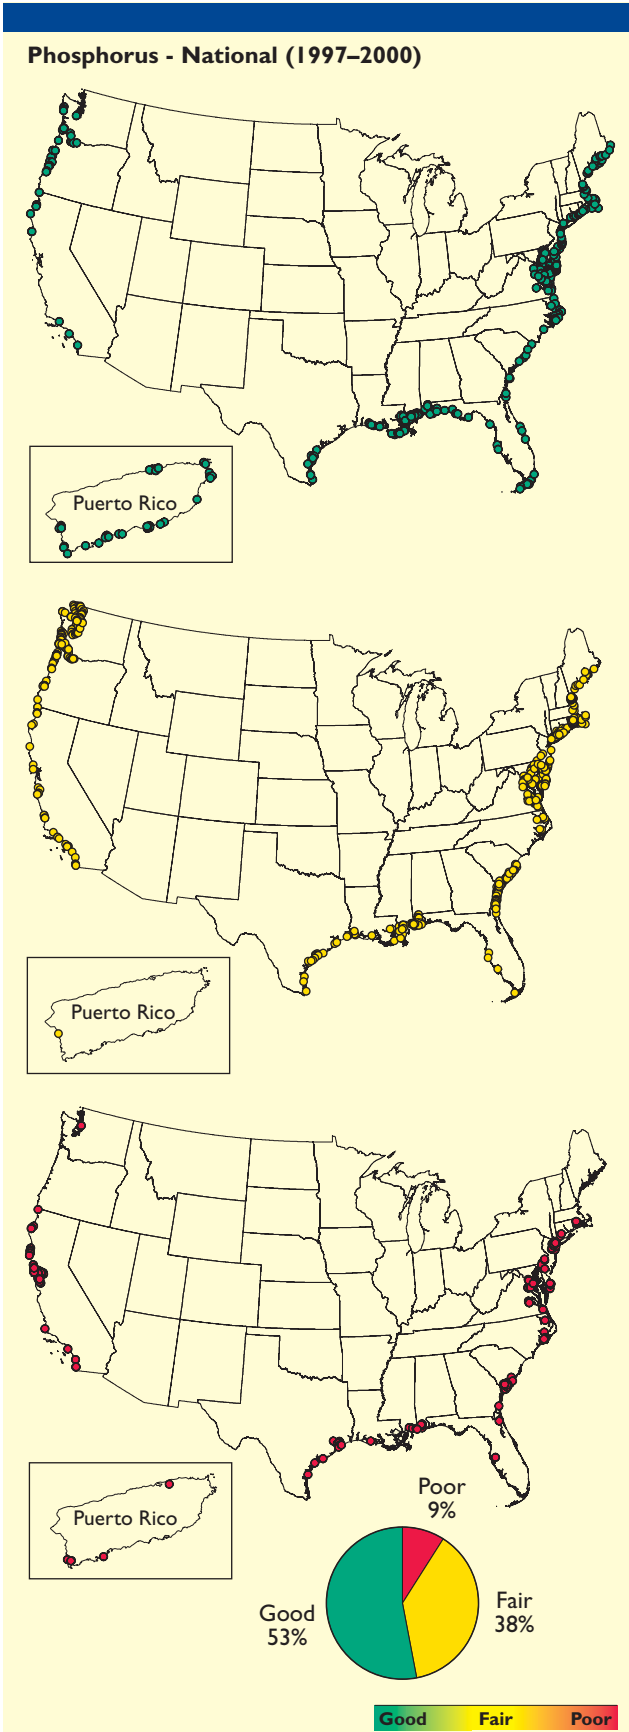 Phosphorus - National (1997–2000)
Puerto Rico
Puerto Rico
Puerto Rico
Poor
9%
Fair
38%
Good
53%
Good Fair Poor